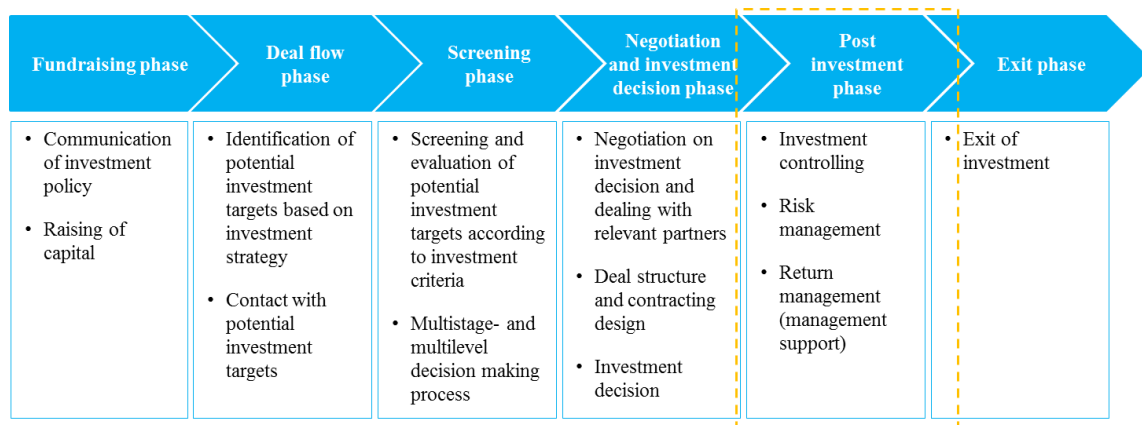 Fundraising phase
Deal flow
phase
Screening
phase
Negotiation
and investment
decision phase
Post
investment
phase
Exit phase
• Communication
of investment
policy
• Raising of
capital
• Identification of
potential
investment
targets based on
investment
strategy
• Contact with
potential
investment
targets
• Screening and
evaluation of
potential
investment
targets according
to investment
criteria
• Multistage- and
multilevel
decision making
process
• Negotiation on
investment
decision and
dealing with
relevant partners
• Deal structure
and contracting
design
• Investment
decision
• Investment
controlling
• Risk
management
• Return
management
(management
support)
• Exit of
investment